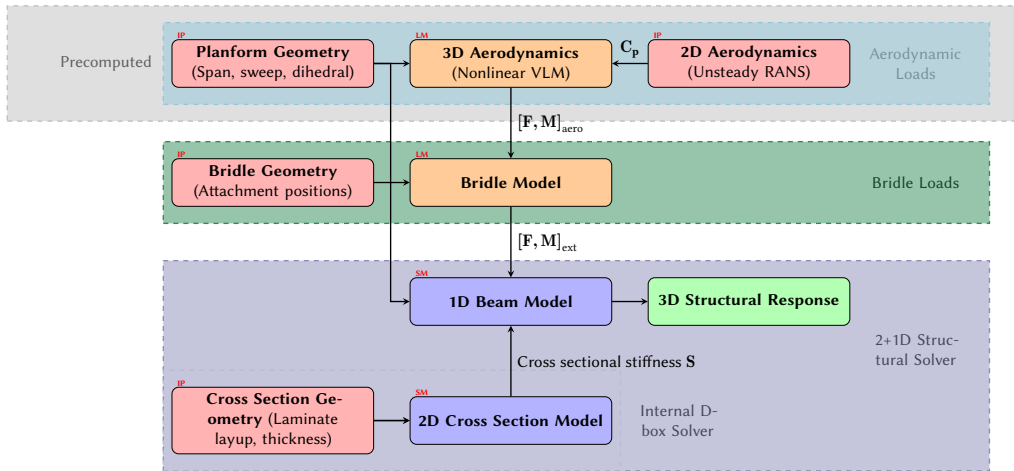 IP
LM
IP
Planform Geometry
(Span, sweep, dihedral)
3D Aerodynamics
(Nonlinear VLM)
C_p
2D Aerodynamics
(Unsteady RANS)
Precomputed
Aerodynamic
Loads
[F, M]_aero
IP
LM
Bridle Geometry
(Attachment positions)
Bridle Model
Bridle Loads
[F, M]_ext
SM
1D Beam Model
3D Structural Response
2+1D Struc-
tural Solver
Cross sectional stiffness S
IP
SM
Cross Section Ge-
ometry (Laminate
layup, thickness)
2D Cross Section Model
Internal D-
box Solver